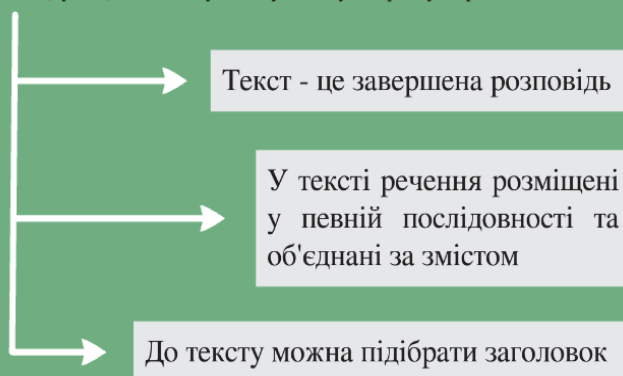 Текст - це завершена розповідь
У тексті речення розміщені
у певній послідовності та
об'єднані за змістом
До тексту можна підібрати заголовок